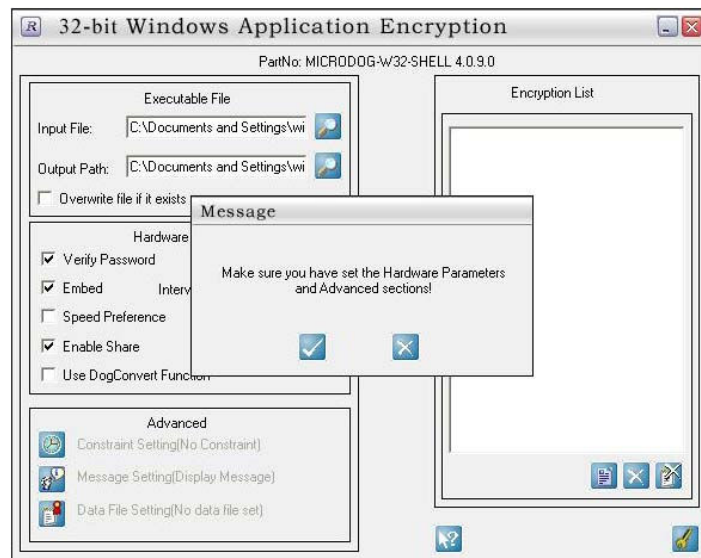 R 32-bit Windows Application Encryption
PartNo: MICRODOG-W32-SHELL 4.0.9.0
Executable File
Input File: C:\Documents and Settings\wi
Output Path: C:\Documents and Settings\wi
Overwrite file if it exists
Hardware
Verify Password
Embed Interv
Speed Preference
Enable Share
Use DogConvert Function
Advanced
Constraint Setting(No Constraint)
Message Setting(Display Message)
Data File Setting(No data file set)
Encryption List
Message
Make sure you have set the Hardware Parameters
and Advanced sections!